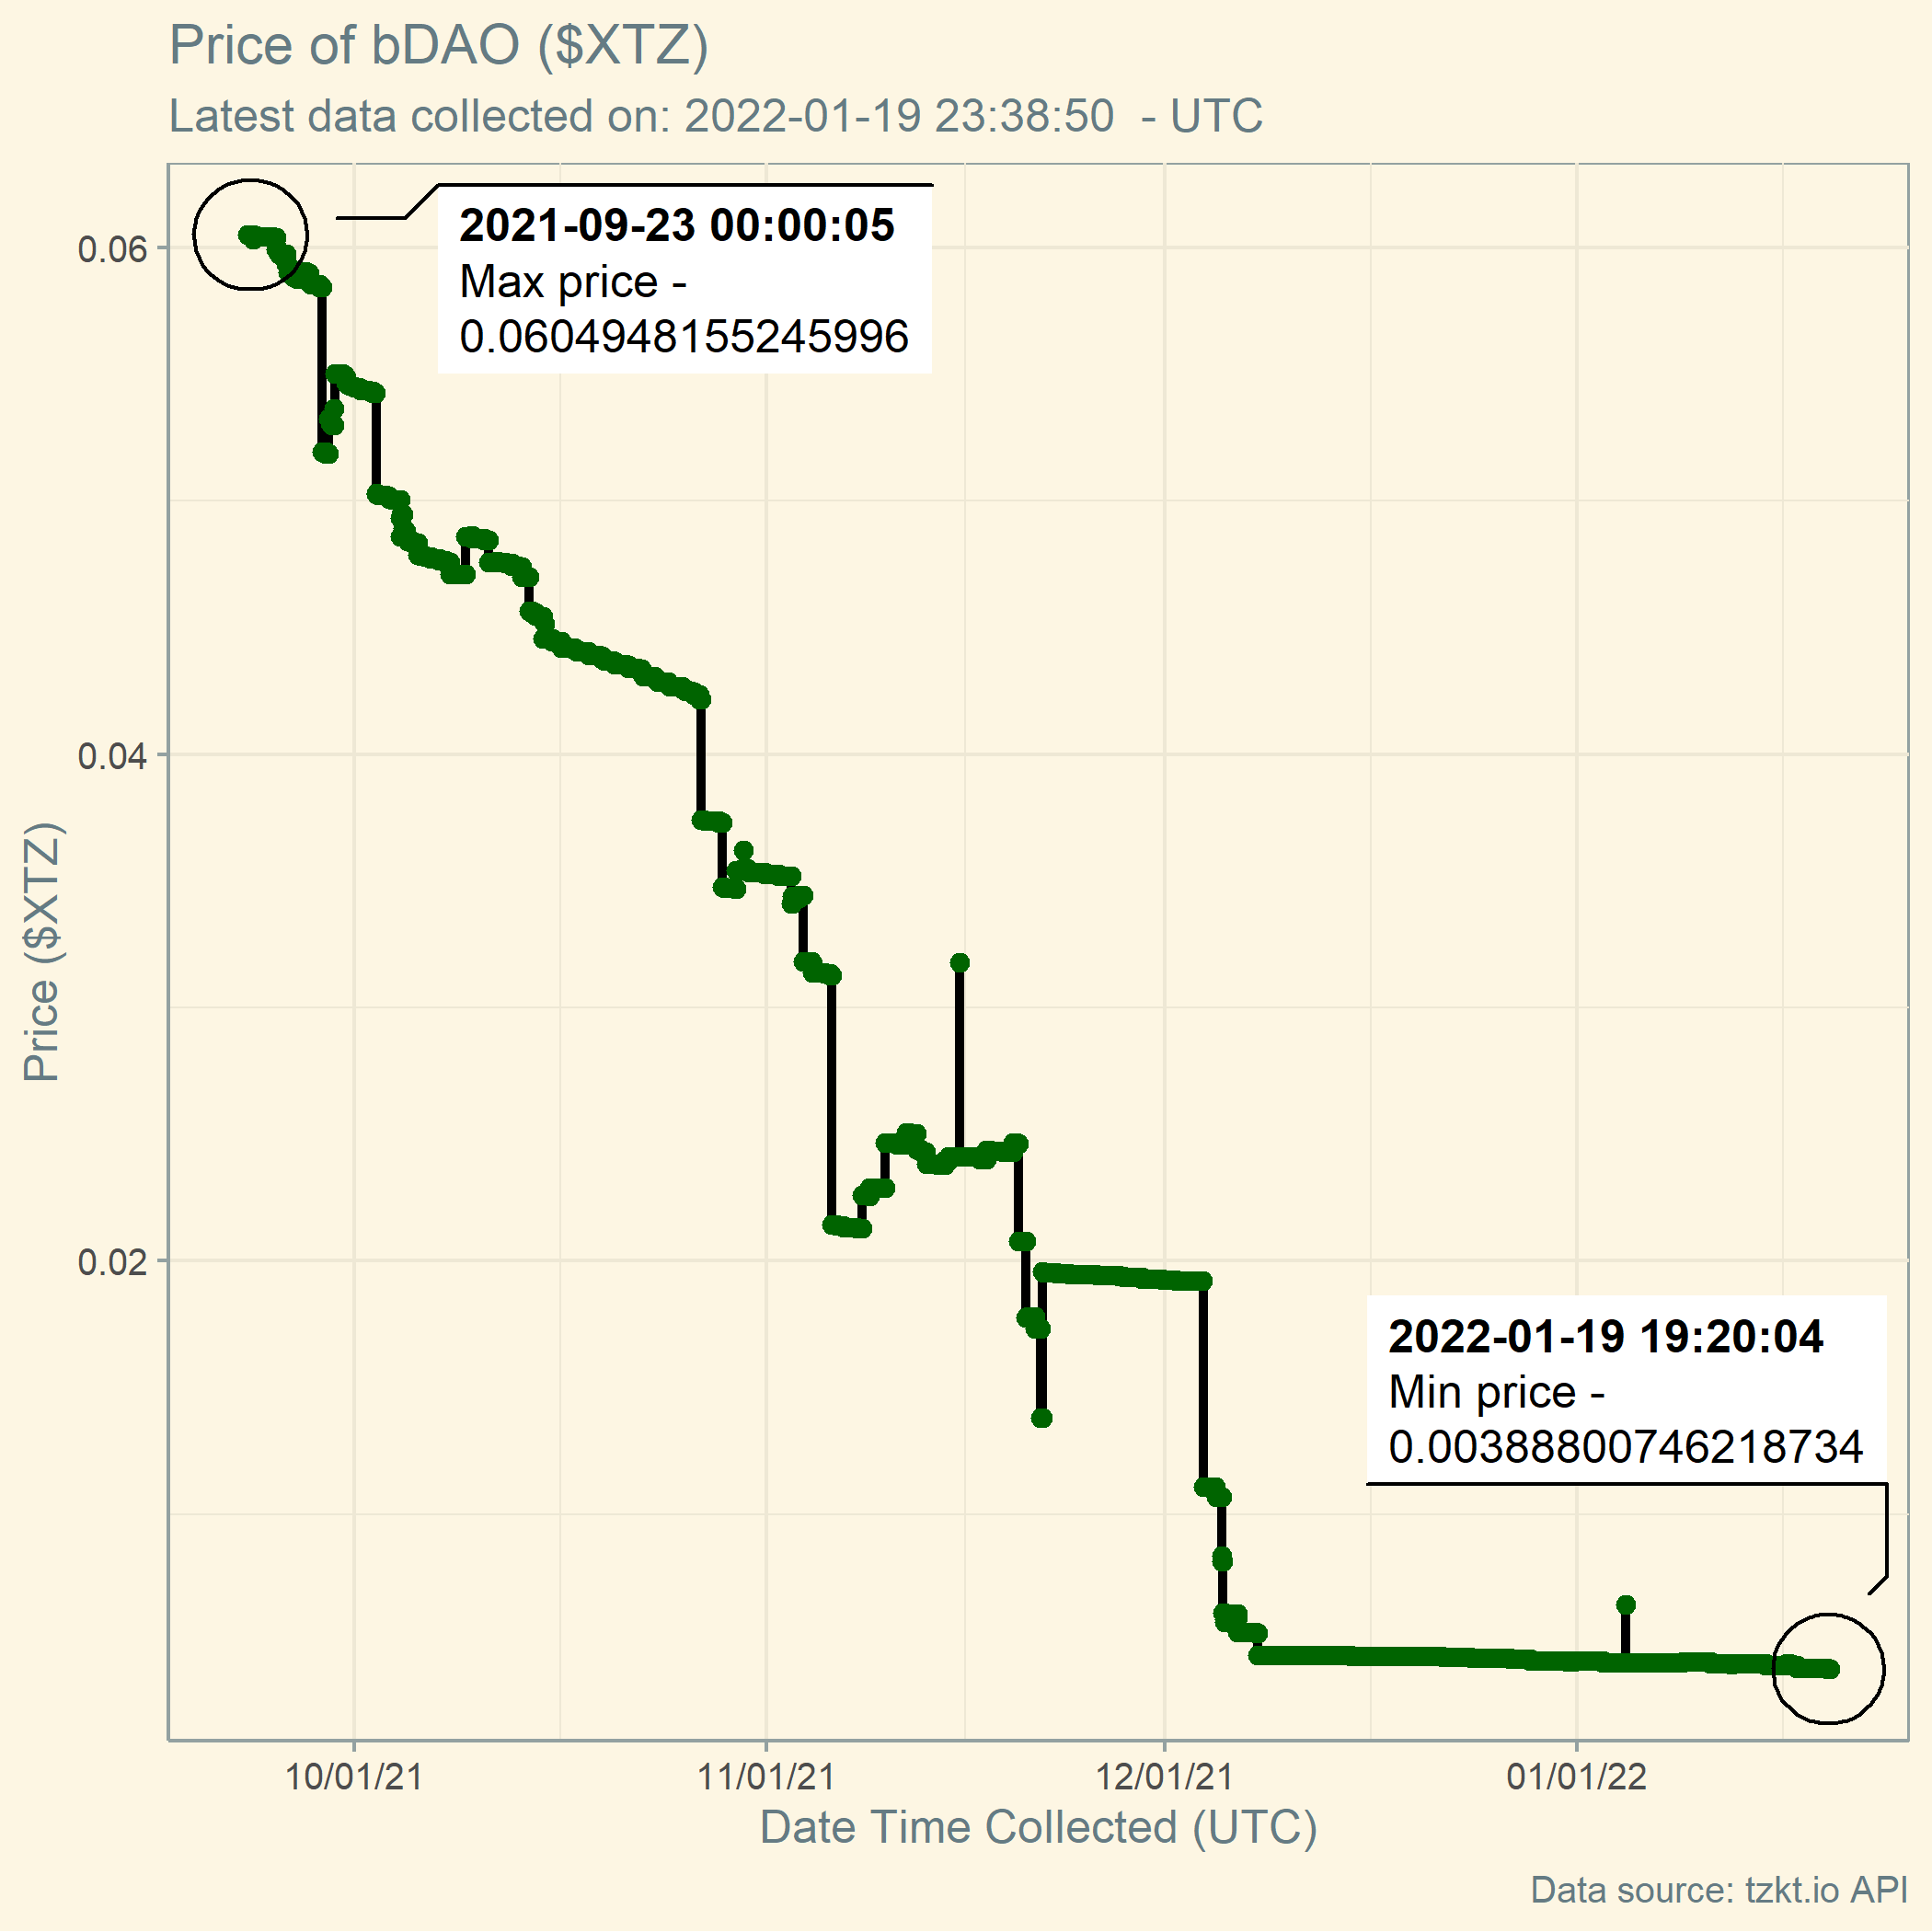 Price of bDAO ($XTZ)
Latest data collected on: 2022-01-19 23:38:50  - UTC
2021-09-23 00:00:05
Max price -
0.0604948155245996
0.06
0.04
0.02
Price ($XTZ)
2022-01-19 19:20:04
Min price -
0.00388800746218734
10/01/21
11/01/21
12/01/21
01/01/22
Date Time Collected (UTC)
Data source: tzkt.io API